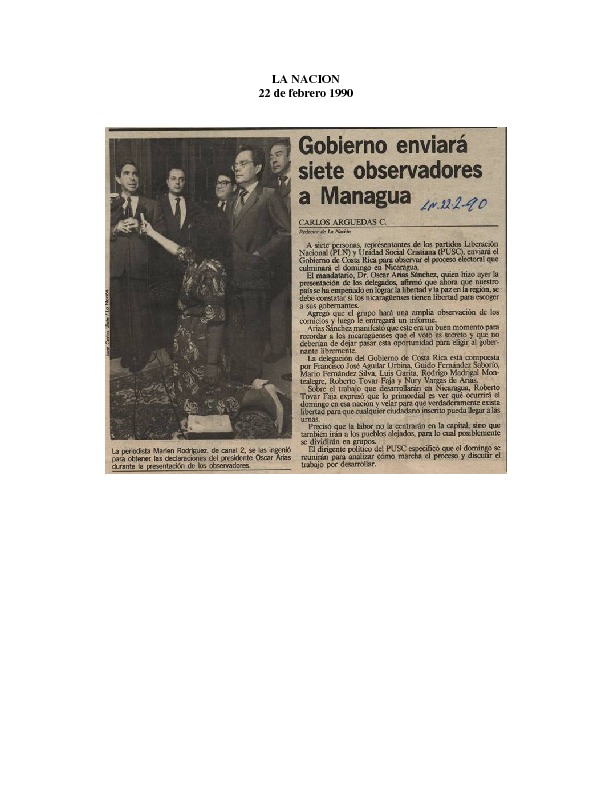 LA NACION
22 de febrero 1990
Gobierno enviará
siete observadores
a Managua
LN.22-2-90
CARLOS ARGUEDAS C.
Redactor de La Nación
A siete personas, representantes de los partidos Liberación
Nacional (PLN) y Unidad Social Cristiana (PUSC), enviará el
Gobierno de Costa Rica para observar el proceso electoral que
culminará el domingo en Nicaragua.
El mandatario, Dr. Oscar Arias Sánchez, quien hizo ayer la
presentación de los delegados, afirmó que ahora que nuestro
país se ha empeñado en lograr la libertad y la paz en la región, se
debe constatar si los nicaragüenses tienen libertad para escoger
a sus gobernantes.
Agregó que el grupo hará una amplia observación de los
comicios y luego le entregará un informe.
Arias Sánchez manifestó que este era un buen momento para
recordar a los nicaragüenses que el voto es secreto y que no
deberían de dejar pasar esta oportunidad para eligir al gober-
nante libremente.
La delegación del Gobierno de Costa Rica está compuesta
por Francisco José Aguilar Urbina, Guido Fernández Saborío,
Mario Fernández Silva, Luis Garita, Rodrigo Madrigal Mon-
tealegre, Roberto Tovar Faja y Nury Vargas de Arias.
Sobre el trabajo que desarrollarán en Nicaragua, Roberto
Tovar Faja expresó que lo primordial es ver qué ocurrirá el
domingo en esa nación y velar para que verdaderamente exista
libertad para que cualquier ciudadano inscrito pueda llegar a las
urnas.
Precisó que la labor no la centrarán en la capital, sino que
también irán a los pueblos alejados, para lo cual posiblemente
se dividirán en grupos.
El dirigente político del PUSC especificó que el domingo se
reunirán para analizar cómo marcha el proceso y discutir el
trabajo por desarrollar.
La periodista Marlen Rodríguez, de canal 2, se las ingenió
para obtener las declaraciones del presidente Oscar Arias
durante la presentación de los observadores.